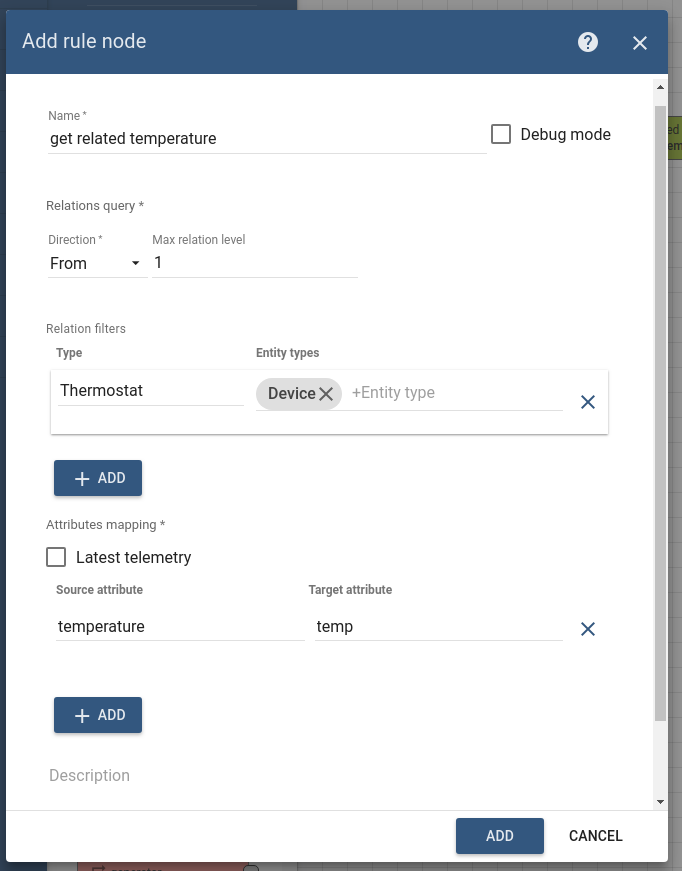 Add rule node
Name *
get related temperature
Debug mode
Relations query *
Direction *
Max relation level
From
1
Relation filters
Type
Entity types
Thermostat
Device
+Entity type
+ ADD
Attributes mapping *
Latest telemetry
Source attribute
Target attribute
temperature
temp
+ ADD
Description
ADD
CANCEL